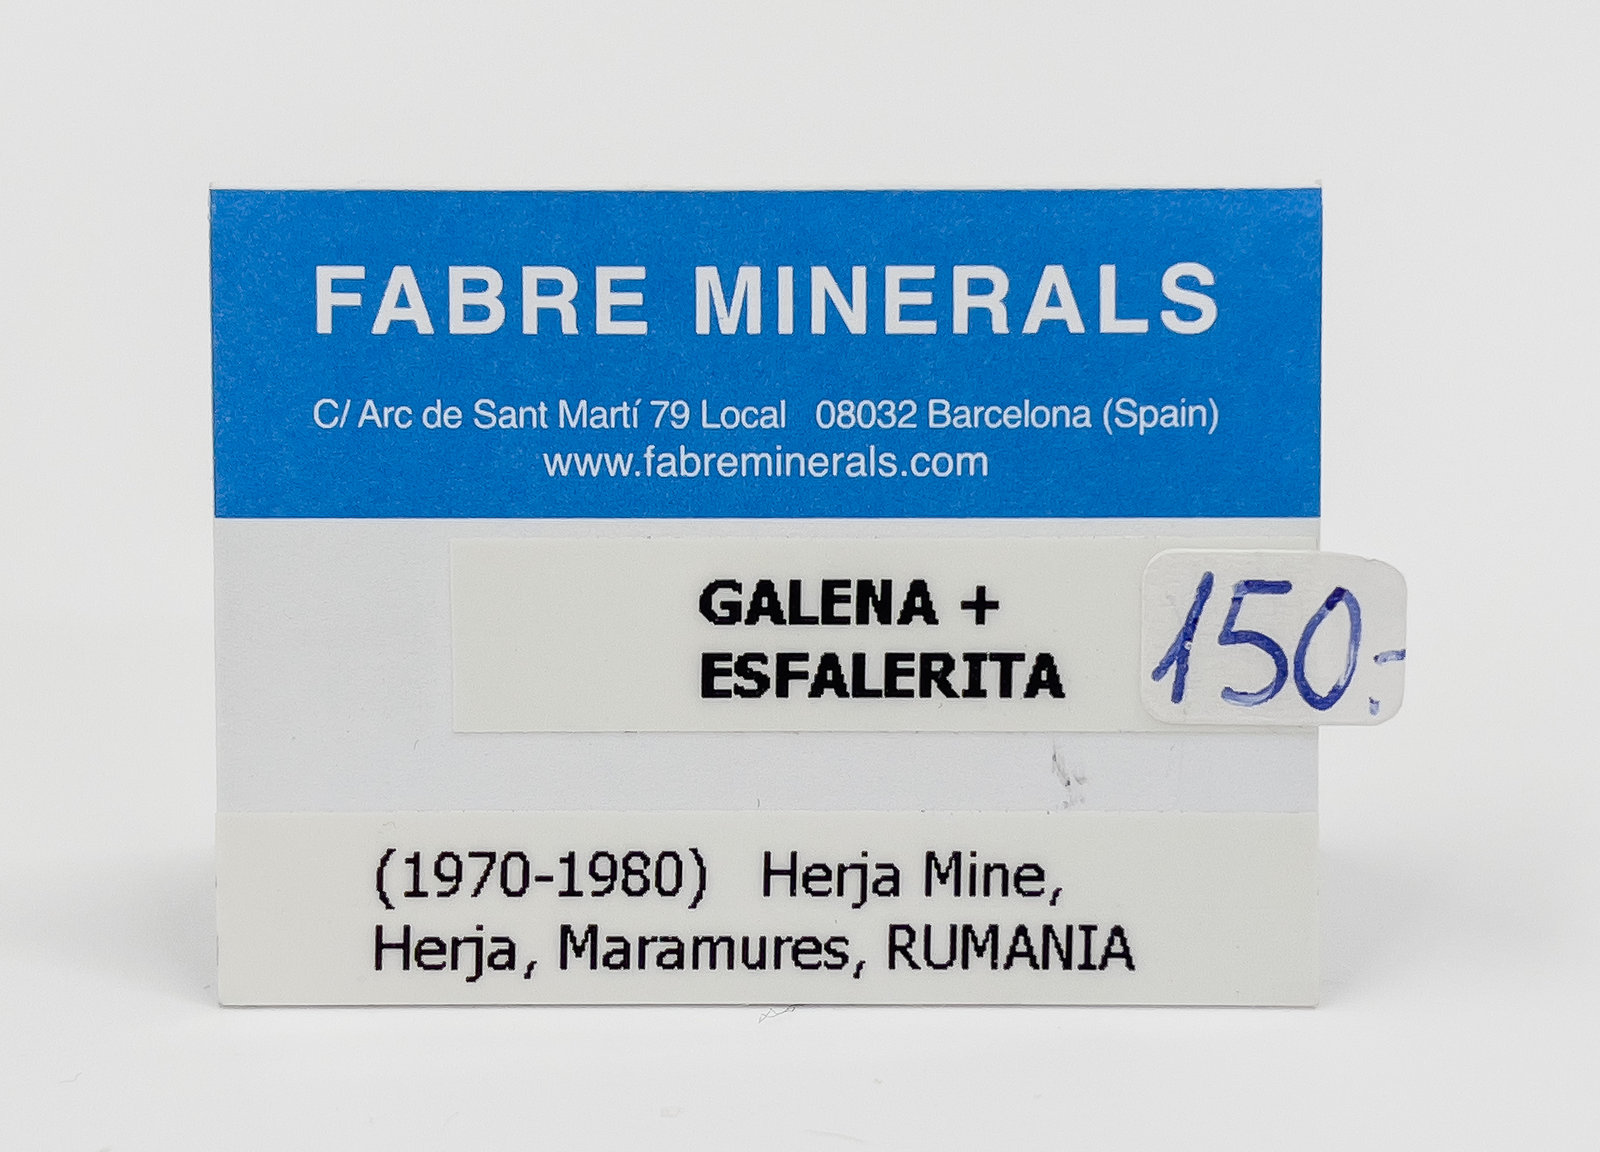 FABRE MINERALS
C/ Arc de Sant Martí 79 Local 08032 Barcelona (Spain)
www.fabreminerals.com
GALENA +
ESFALERITA
150.-
(1970-1980) Herja Mine,
Herja, Maramures, RUMANIA